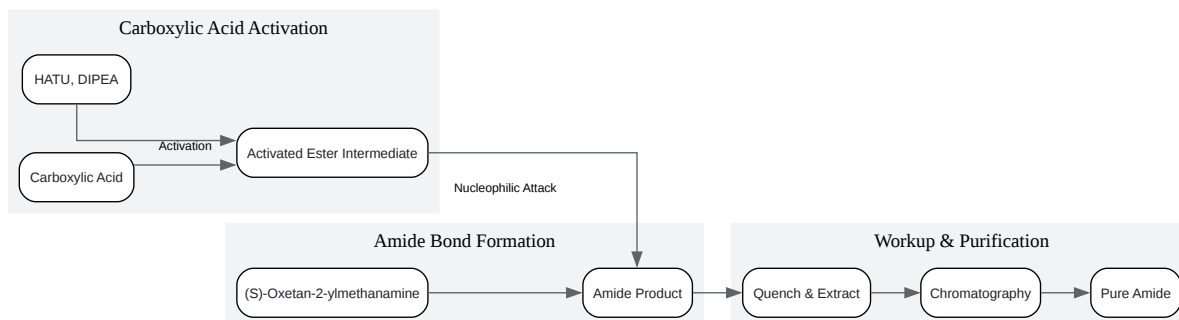 Carboxylic Acid Activation
HATU, DIPEA
Activation
Activated Ester Intermediate
Carboxylic Acid
Nucleophilic Attack
Amide Bond Formation
(S)-Oxetan-2-ylmethanamine
Amide Product
Workup & Purification
Quench & Extract
Chromatography
Pure Amide